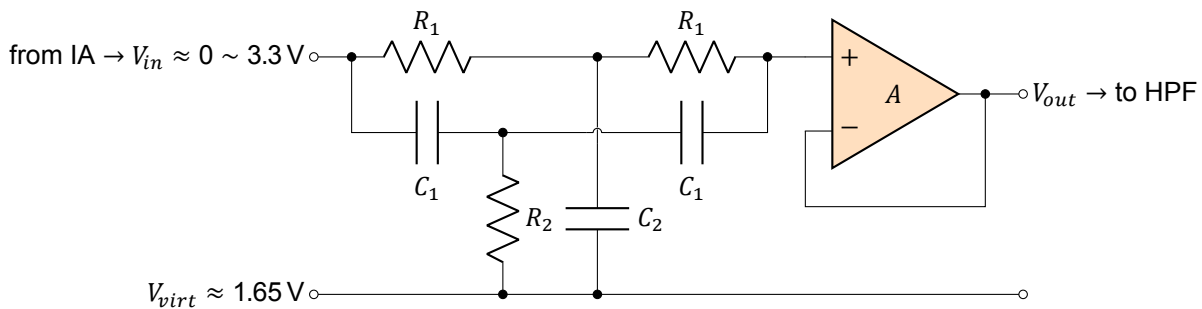 R₁
R₁
from IA → Vᵢₙ ≈ 0 ~ 3.3 V
+
A
−
Vₒᵤₜ → to HPF
C₁
C₁
R₂
C₂
Vᵥᵢᵣₜ ≈ 1.65 V